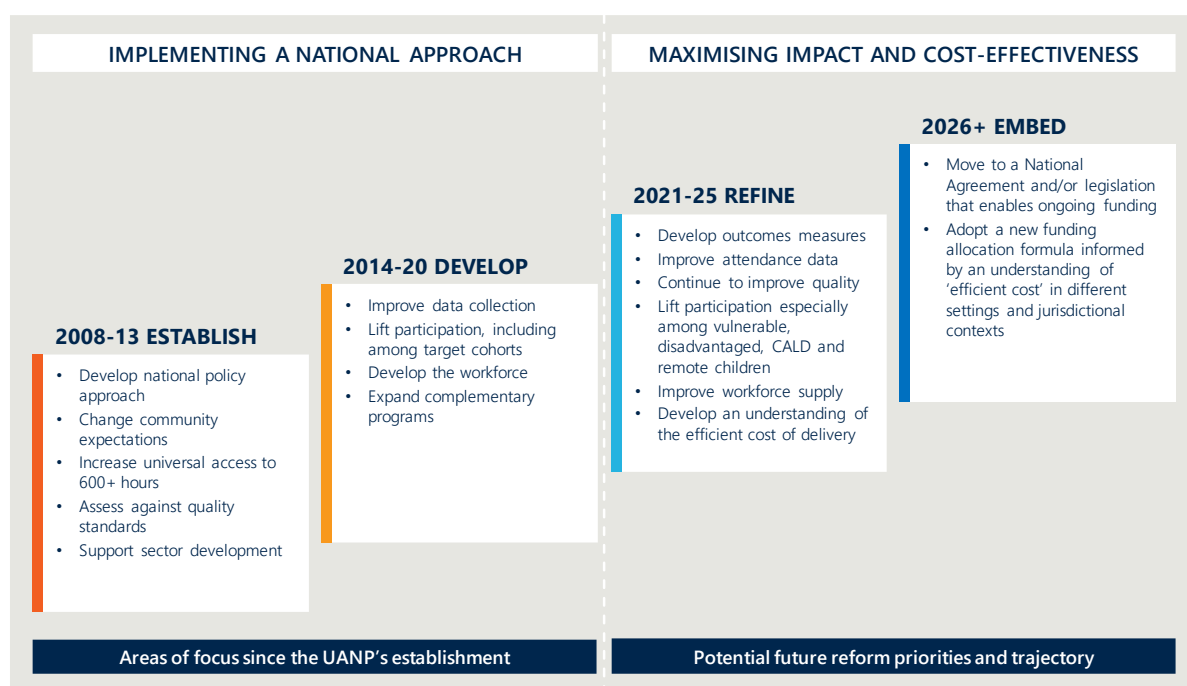 IMPLEMENTING A NATIONAL APPROACH
2008-13 ESTABLISH
• Develop national policy
approach
• Change community
expectations
• Increase universal access to
600+ hours
• Assess against quality
standards
• Support sector development
2014-20 DEVELOP
• Improve data collection
• Lift participation, including
among target cohorts
• Develop the workforce
• Expand complementary
programs
Areas of focus since the UANP’s establishment
MAXIMISING IMPACT AND COST-EFFECTIVENESS
2021-25 REFINE
• Develop outcomes measures
• Improve attendance data
• Continue to improve quality
• Lift participation especially
among vulnerable,
disadvantaged, CALD and
remote children
• Improve workforce supply
• Develop an understanding of
the efficient cost of delivery
2026+ EMBED
• Move to a National
Agreement and/or legislation
that enables ongoing funding
• Adopt a new funding
allocation formula informed
by an understanding of
‘efficient cost’ in different
settings and jurisdictional
contexts
Potential future reform priorities and trajectory